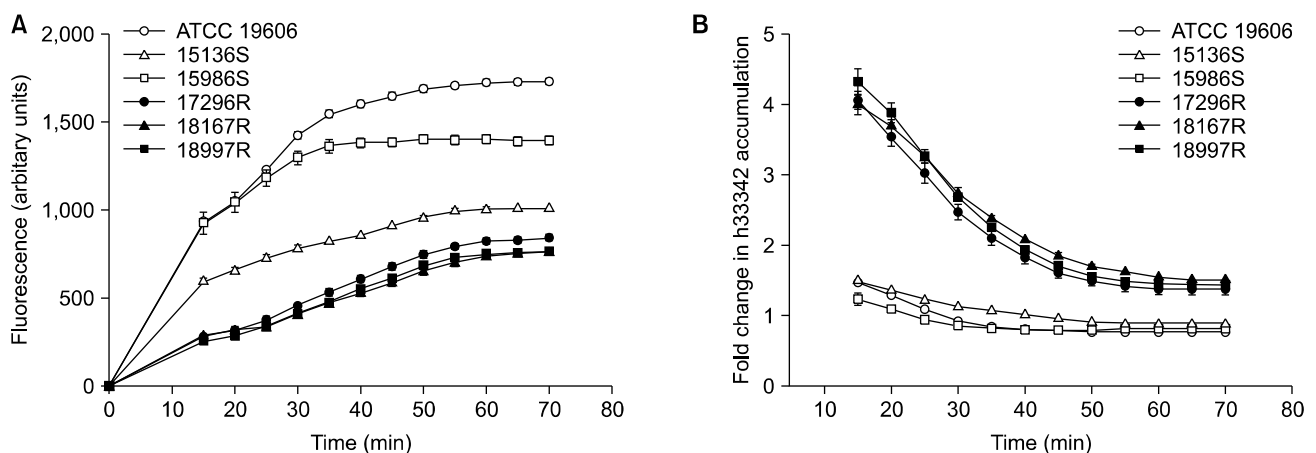 A
Fluorescence (arbitary units)
2,000
1,500
1,000
500
0
ATCC 19606
15136S
15986S
17296R
18167R
18997R
0 10 20 30 40 50 60 70 80
Time (min)
B
Fold change in h33342 accumulation
5
4
3
2
1
0
ATCC 19606
15136S
15986S
17296R
18167R
18997R
10 20 30 40 50 60 70 80
Time (min)